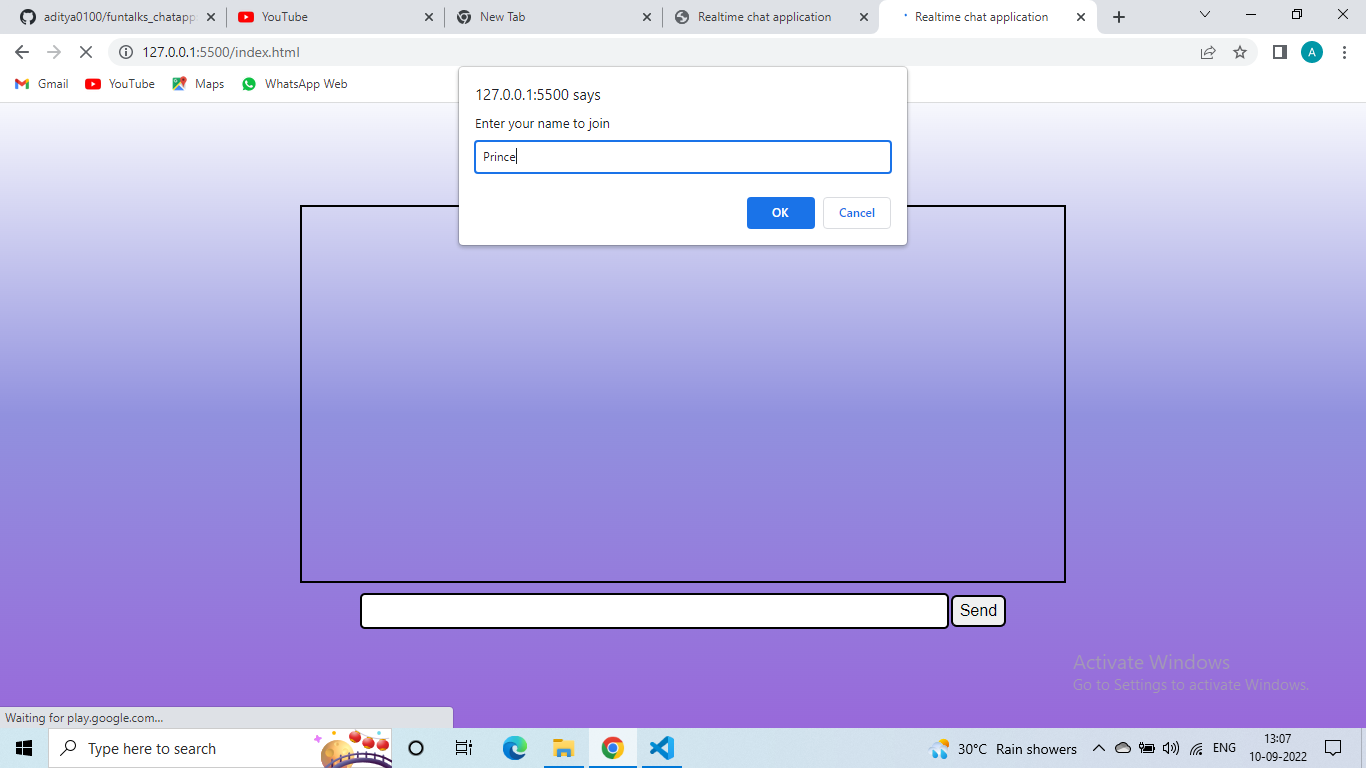 aditya0100/funtalks_chatapp
YouTube
New Tab
Realtime chat application
Realtime chat application
127.0.0.1:5500/index.html
A
Gmail
YouTube
Maps
WhatsApp Web
127.0.0.1:5500 says
Enter your name to join
Prince
OK
Cancel
Send
Activate Windows
Go to Settings to activate Windows.
Waiting for play.google.com...
Type here to search
30°C Rain showers
ENG
13:07
10-09-2022